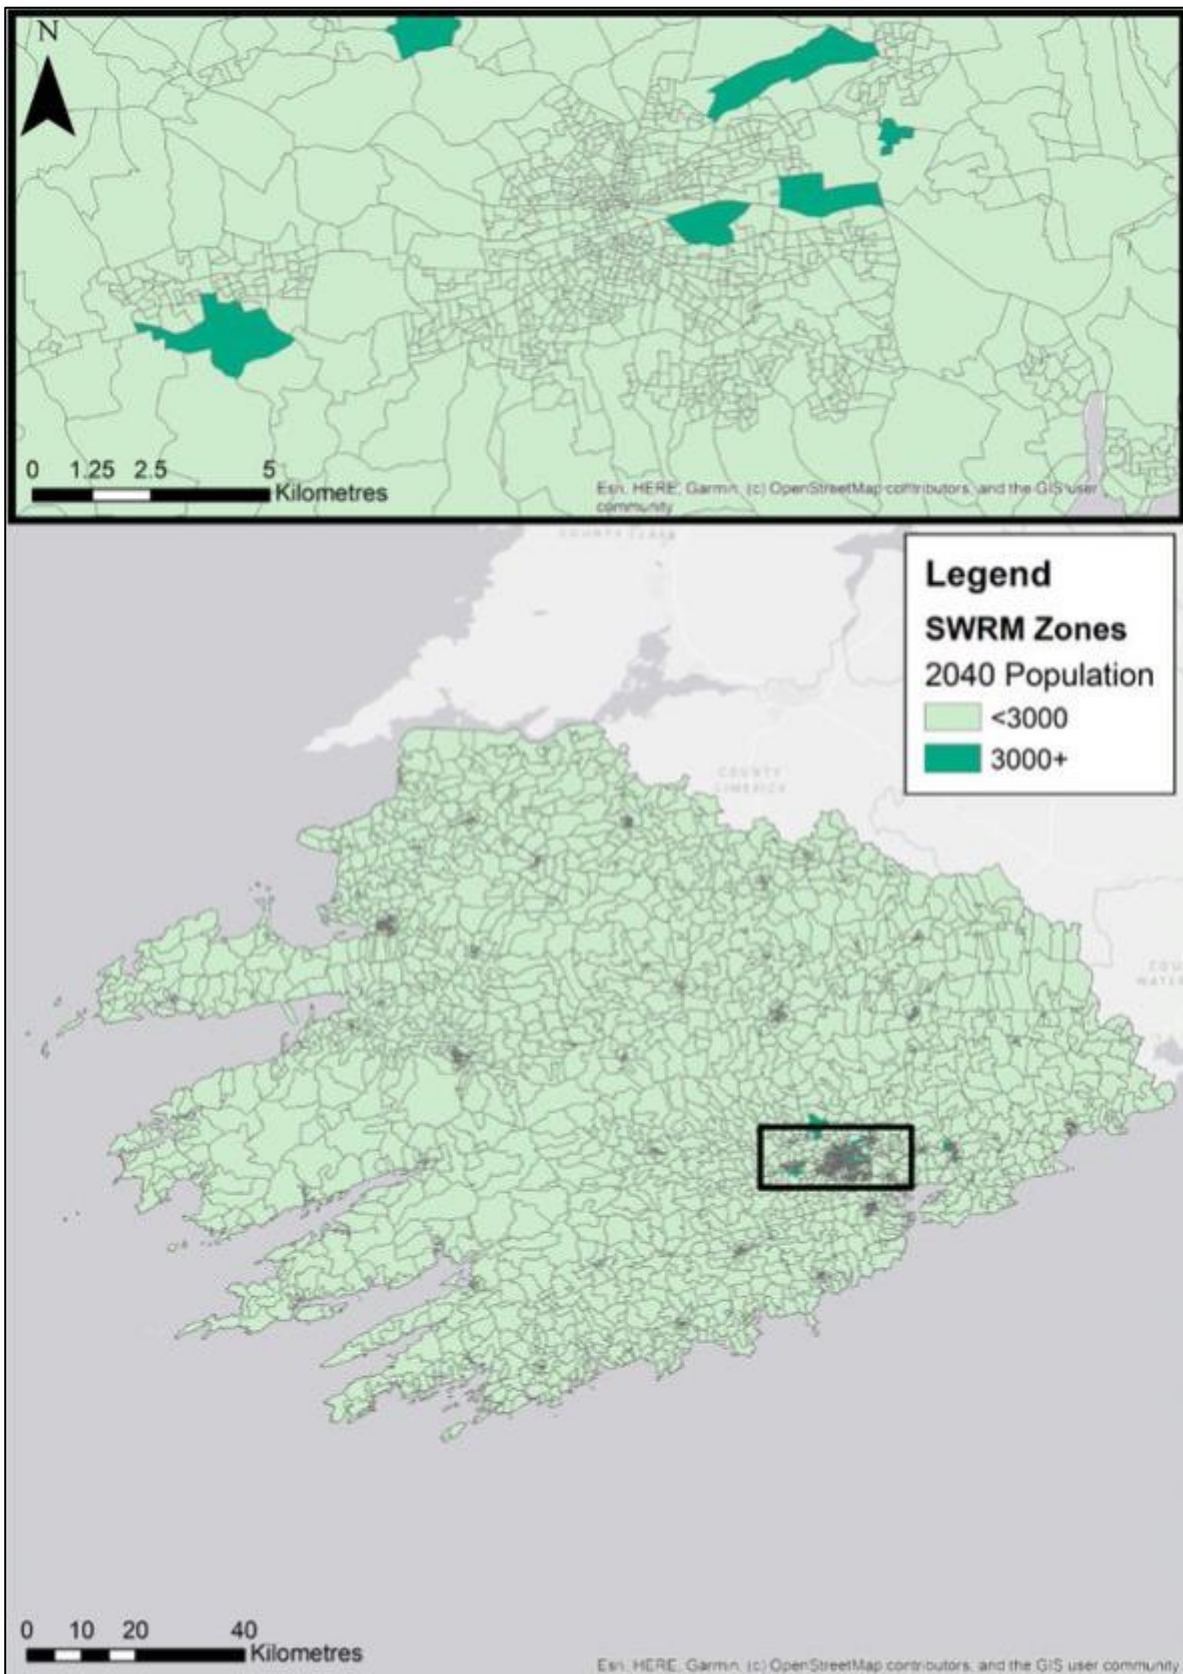 N
0 1.25 2.5 5
Kilometres
Esri, HERE, Garmin, (c) OpenStreetMap contributors, and the GIS user
community
COUNTY CLARE
Legend
SWRM Zones
2040 Population
<3000
3000+
COUNTY
LIMERICK
0 10 20 40
Kilometres
Esri, HERE, Garmin, (c) OpenStreetMap contributors, and the GIS user community